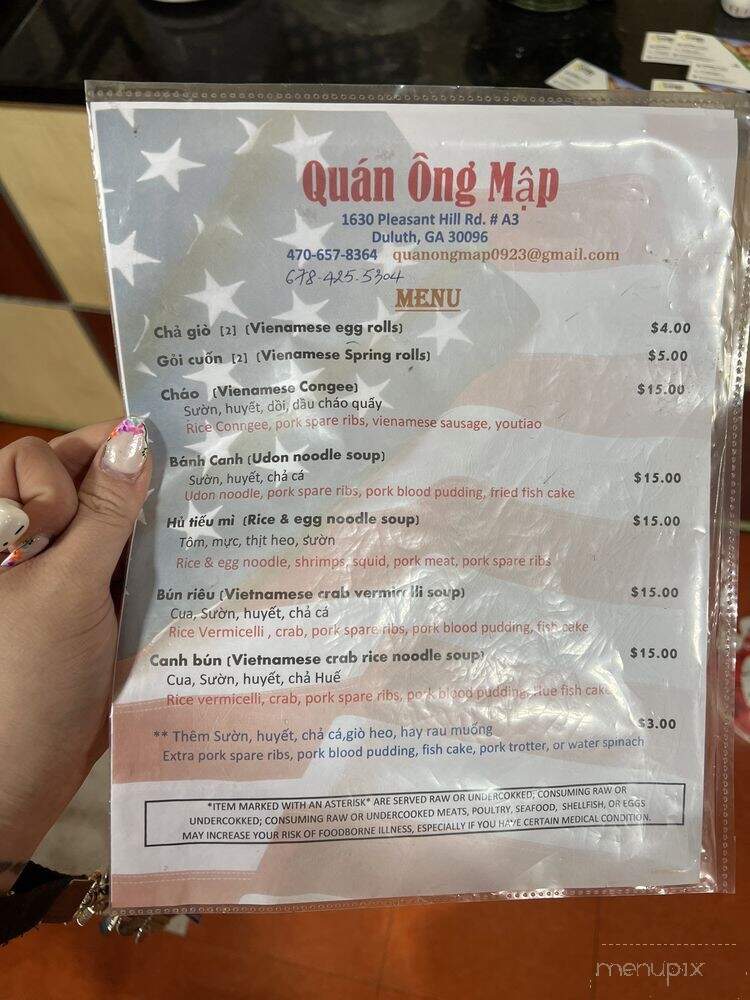 Quán Ông Mập
1630 Pleasant Hill Rd. # A3
Duluth, GA 30096
470-657-8364 quanongmap0923@gmail.com
678-425.5304
MENU
Chả giò [2] (Vienamese egg rolls) $4.00
Gỏi cuốn [2] (Vienamese Spring rolls) $5.00
Cháo (Vienamese Congee) $15.00
Sườn, huyết, dồi, dầu cháo quẩy
Rice Conngee, pork spare ribs, vienamese sausage, youtiao
Bánh Canh (Udon noodle soup) $15.00
Sườn, huyết, chả cá
Udon noodle, pork spare ribs, pork blood pudding, fried fish cake
Hủ tiếu mì (Rice & egg noodle soup) $15.00
Tôm, mực, thịt heo, sườn
Rice & egg noodle, shrimps, squid, pork meat, pork spare ribs
Bún riêu (Vietnamese crab vermicelli soup) $15.00
Cua, Sườn, huyết, chả cá
Rice Vermicelli , crab, pork spare ribs, pork blood pudding, fish cake
Canh bún (Vietnamese crab rice noodle soup) $15.00
Cua, Sườn, huyết, chả Huế
Rice vermicelli, crab, pork spare ribs, pork blood pudding, Hue fish cake
** Thêm Sườn, huyết, chả cá,giò heo, hay rau muống $3.00
Extra pork spare ribs, pork blood pudding, fish cake, pork trotter, or water spinach
*ITEM MARKED WITH AN ASTERISK* ARE SERVED RAW OR UNDERCOKKED; CONSUMING RAW OR
UNDERCOKKED; CONSUMING RAW OR UNDERCOOKED MEATS, POULTRY, SEAFOOD, SHELLFISH, OR EGGS
MAY INCREASE YOUR RISK OF FOODBORNE ILLNESS, ESPECIALLY IF YOU HAVE CERTAIN MEDICAL CONDITION.
menupix